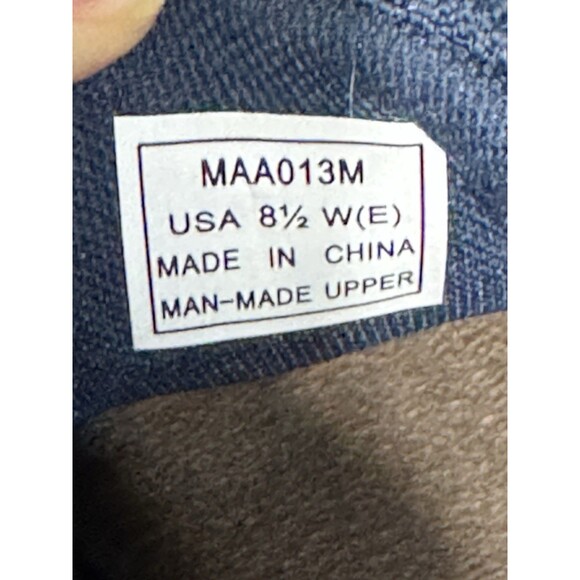 MAA013M
USA 8½ W(E)
MADE IN CHINA
MAN-MADE UPPER